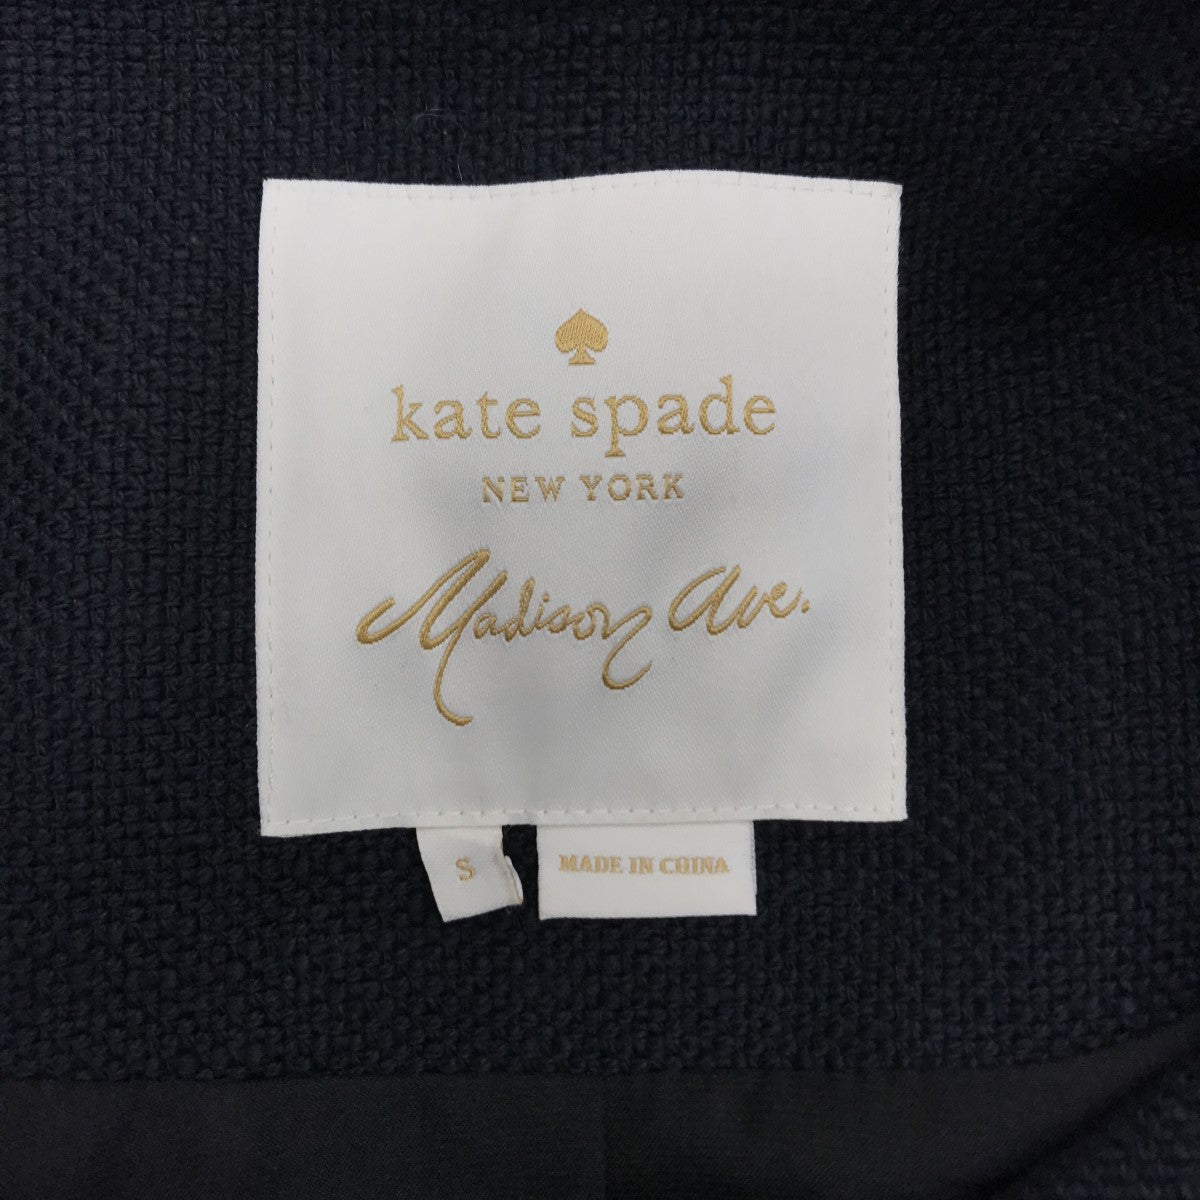 kate spade
NEW YORK
Madison Ave.
S
MADE IN CHINA